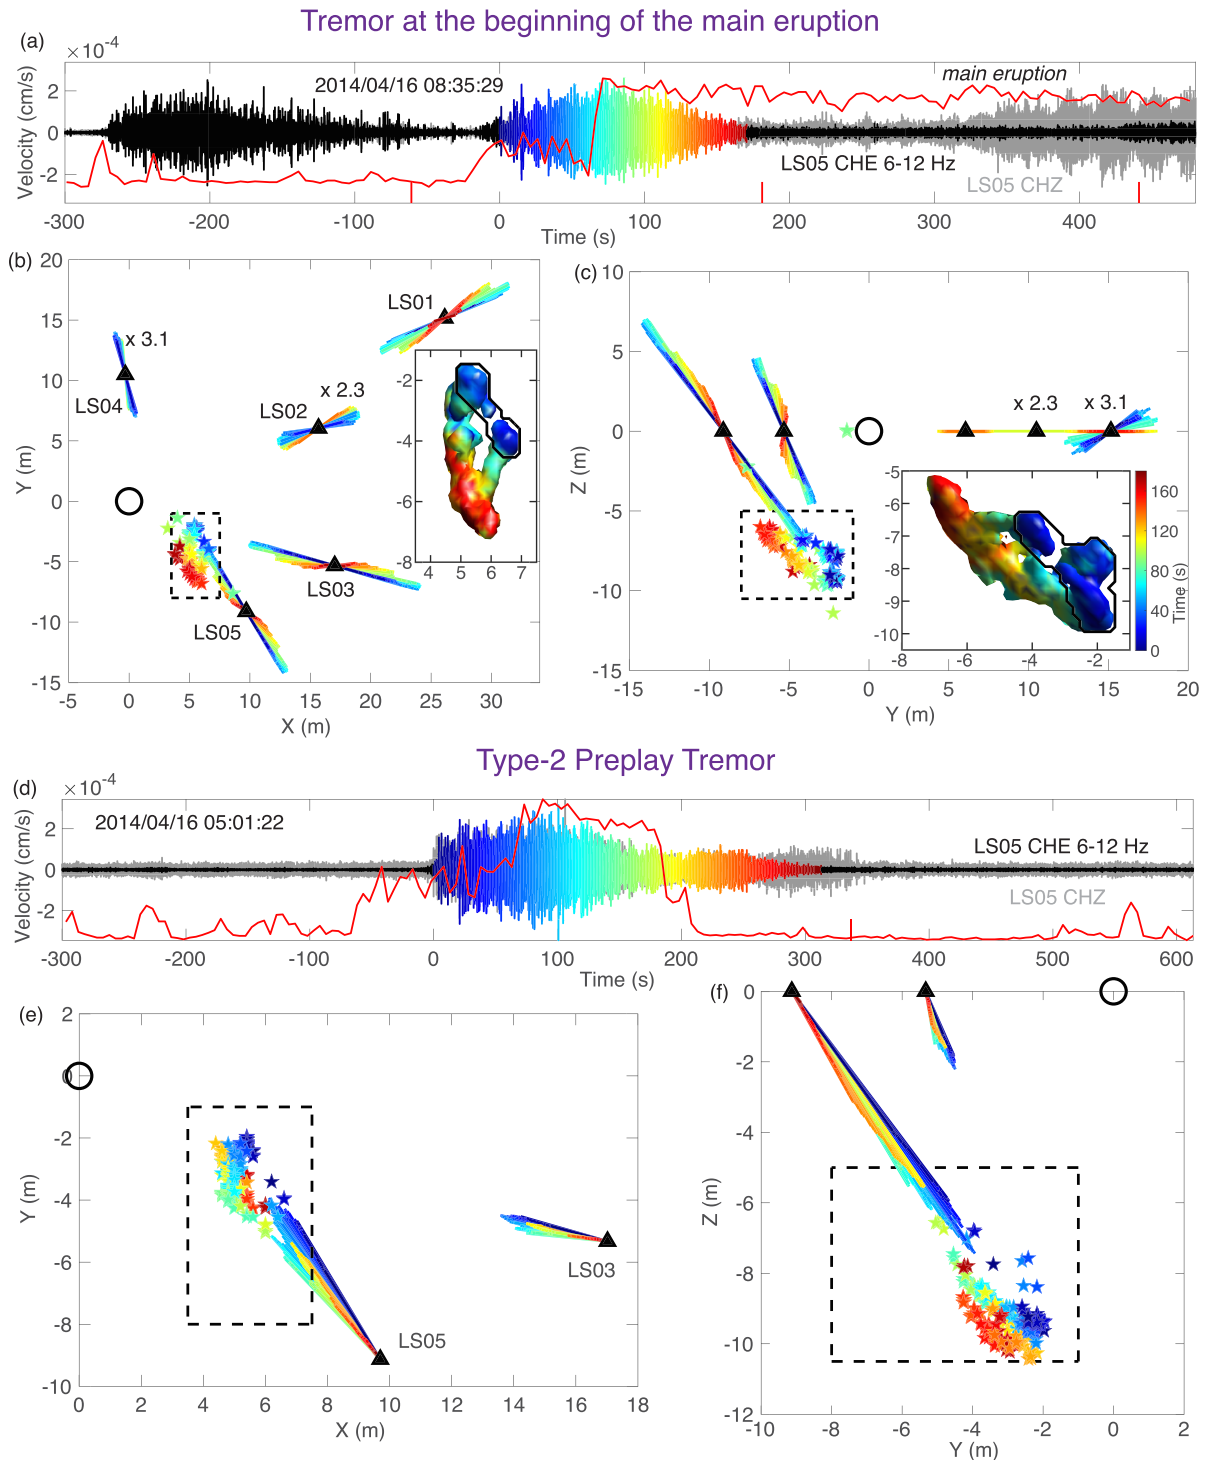 Tremor at the beginning of the main eruption
(a)
×10⁻⁴
Velocity (cm/s)
2
0
-2
2014/04/16 08:35:29
main eruption
LS05 CHE 6-12 Hz
LS05 CHZ
-300 -200 -100 0 100 200 300 400
Time (s)
(b)
20
15
10
5
0
-5
-10
-15
Y (m)
LS01
x 3.1
LS04
x 2.3
LS02
LS03
LS05
-2
-4
-6
-8
4 5 6 7
-5 0 5 10 15 20 25 30
X (m)
(c)
10
5
0
-5
-10
-15
Z (m)
x 2.3 x 3.1
-5
-6
-7
-8
-9
-10
-8 -6 -4 -2
160
120
80
40
0
Time (s)
-15 -10 -5 0 5 10 15 20
Y (m)
Type-2 Preplay Tremor
(d)
×10⁻⁴
Velocity (cm/s)
2
0
-2
2014/04/16 05:01:22
LS05 CHE 6-12 Hz
LS05 CHZ
-300 -200 -100 0 100 200 300 400 500 600
Time (s)
(e)
2
0
-2
-4
-6
-8
-10
Y (m)
LS03
LS05
0 2 4 6 8 10 12 14 16 18
X (m)
(f)
0
-2
-4
-6
-8
-10
-12
Z (m)
-10 -8 -6 -4 -2 0 2
Y (m)